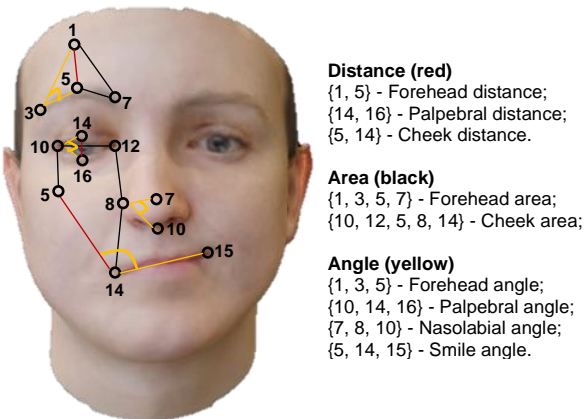 1
5
3
7
14
10
12
16
5
8
7
10
15
14
Distance (red)
{1, 5} - Forehead distance;
{14, 16} - Palpebral distance;
{5, 14} - Cheek distance.
Area (black)
{1, 3, 5, 7} - Forehead area;
{10, 12, 5, 8, 14} - Cheek area;
Angle (yellow)
{1, 3, 5} - Forehead angle;
{10, 14, 16} - Palpebral angle;
{7, 8, 10} - Nasolabial angle;
{5, 14, 15} - Smile angle.